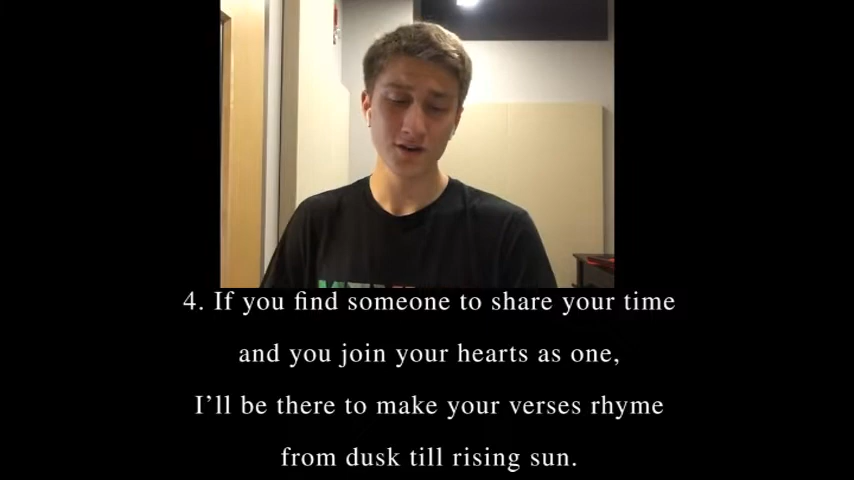 4. If you find someone to share your time
and you join your hearts as one,
I’ll be there to make your verses rhyme
from dusk till rising sun.